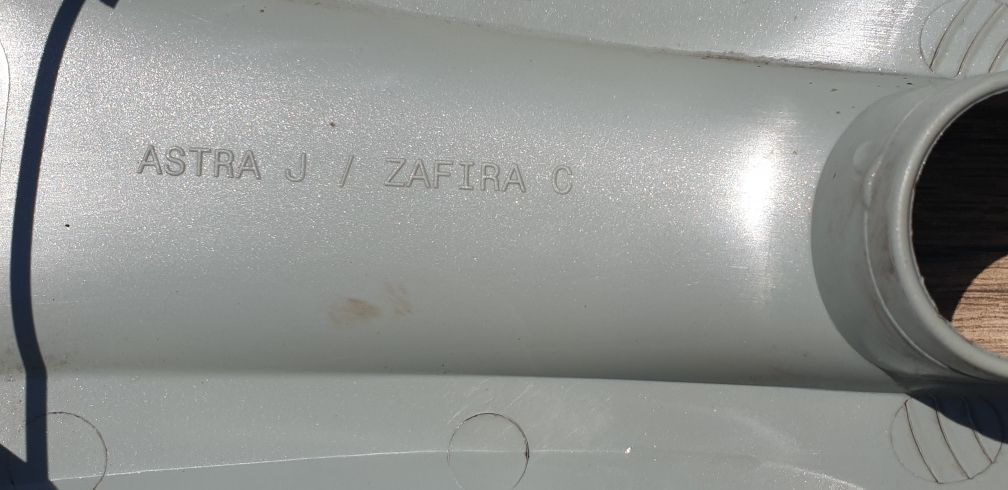 ASTRA J / ZAFIRA C